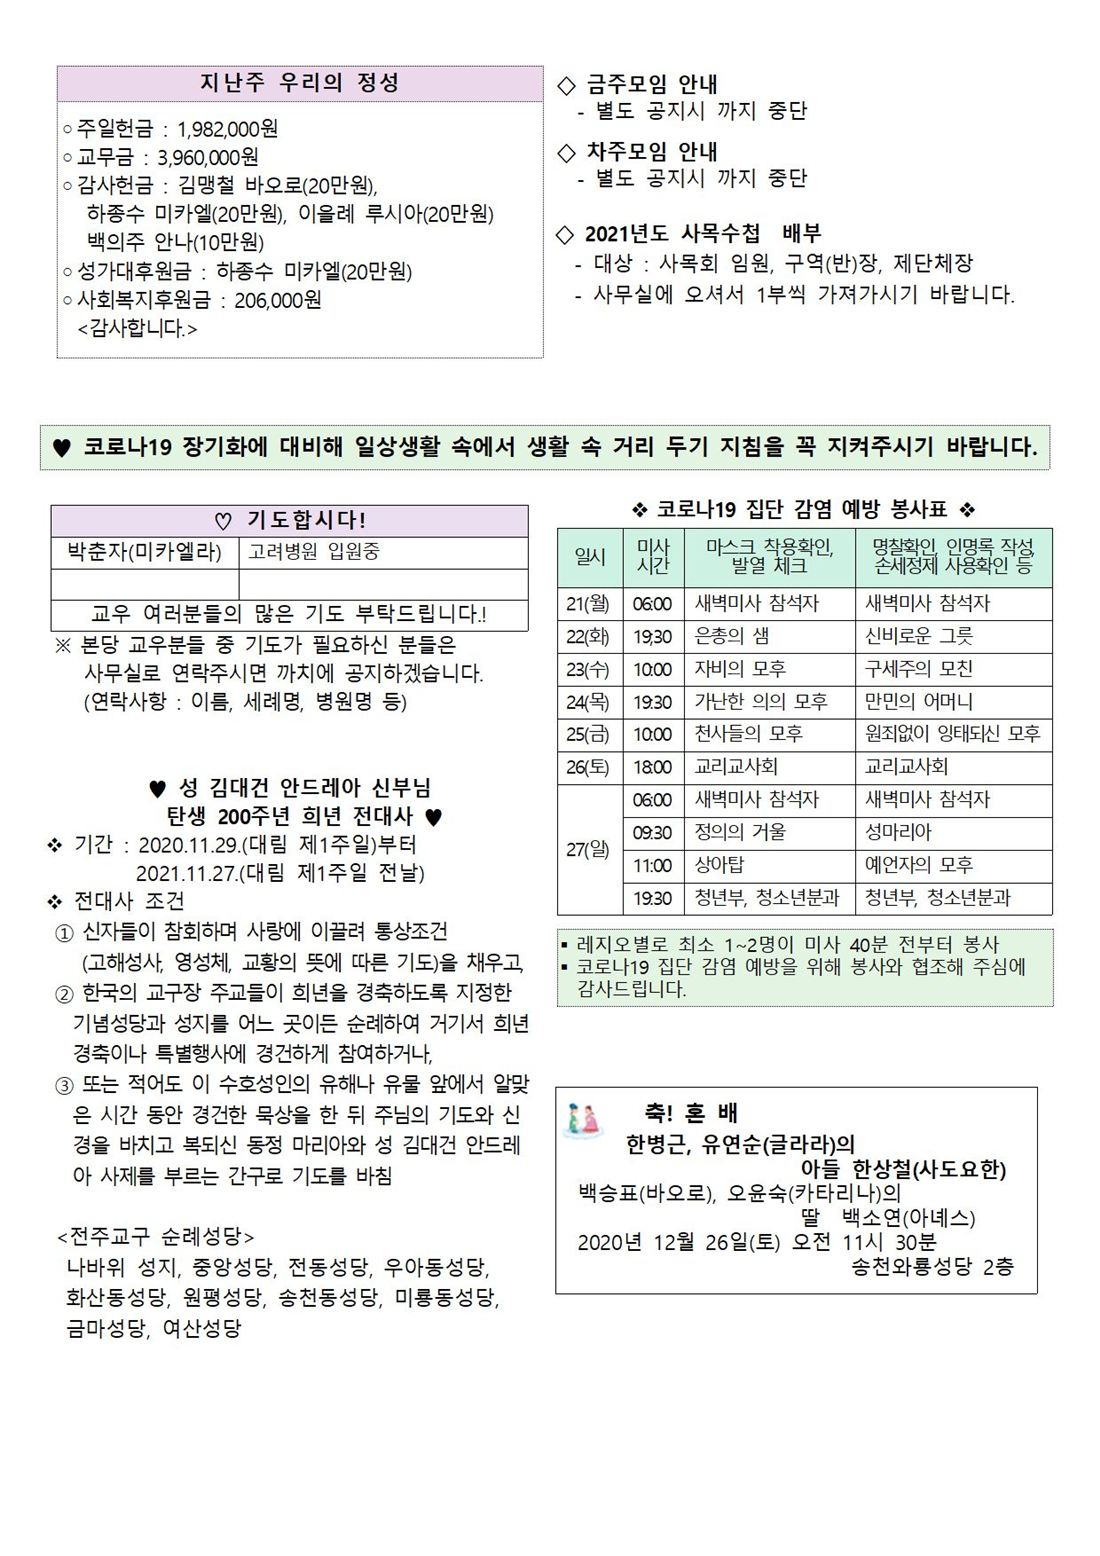 지난주 우리의 정성
○ 주일헌금 : 1,982,000원
○ 교무금 : 3,960,000원
○ 감사헌금 : 김맹철 바오로(20만원),
하종수 미카엘(20만원), 이을례 루시아(20만원)
백의주 안나(10만원)
○ 성가대후원금 : 하종수 미카엘(20만원)
○ 사회복지후원금 : 206,000원
<감사합니다.>
◇ 금주모임 안내
- 별도 공지시 까지 중단
◇ 차주모임 안내
- 별도 공지시 까지 중단
◇ 2021년도 사목수첩 배부
- 대상 : 사목회 임원, 구역(반)장, 제단체장
- 사무실에 오셔서 1부씩 가져가시기 바랍니다.
♥ 코로나19 장기화에 대비해 일상생활 속에서 생활 속 거리 두기 지침을 꼭 지켜주시기 바랍니다.
♡ 기도합시다!
박춘자(미카엘라) 고려병원 입원중
교우 여러분들의 많은 기도 부탁드립니다.!
※ 본당 교우분들 중 기도가 필요하신 분들은
사무실로 연락주시면 까치에 공지하겠습니다.
(연락사항 : 이름, 세례명, 병원명 등)
♥ 성 김대건 안드레아 신부님
탄생 200주년 희년 전대사 ♥
❖ 기간 : 2020.11.29.(대림 제1주일)부터
2021.11.27.(대림 제1주일 전날)
❖ 전대사 조건
① 신자들이 참회하며 사랑에 이끌려 통상조건
(고해성사, 영성체, 교황의 뜻에 따른 기도)을 채우고,
② 한국의 교구장 주교들이 희년을 경축하도록 지정한
기념성당과 성지를 어느 곳이든 순례하여 거기서 희년
경축이나 특별행사에 경건하게 참여하거나,
③ 또는 적어도 이 수호성인의 유해나 유물 앞에서 알맞
은 시간 동안 경건한 묵상을 한 뒤 주님의 기도와 신
경을 바치고 복되신 동정 마리아와 성 김대건 안드레
아 사제를 부르는 간구로 기도를 바침
<전주교구 순례성당>
나바위 성지, 중앙성당, 전동성당, 우아동성당,
화산동성당, 원평성당, 송천동성당, 미룡동성당,
금마성당, 여산성당
❖ 코로나19 집단 감염 예방 봉사표 ❖
일시 미사 시간 마스크 착용확인, 발열 체크 명찰확인, 인명록 작성, 손세정제 사용확인 등
21(월) 06:00 새벽미사 참석자 새벽미사 참석자
22(화) 19;30 은총의 샘 신비로운 그릇
23(수) 10:00 자비의 모후 구세주의 모친
24(목) 19:30 가난한 의의 모후 만민의 어머니
25(금) 10:00 천사들의 모후 원죄없이 잉태되신 모후
26(토) 18:00 교리교사회 교리교사회
27(일) 06:00 새벽미사 참석자 새벽미사 참석자
09:30 정의의 거울 성마리아
11:00 상아탑 예언자의 모후
19:30 청년부, 청소년분과 청년부, 청소년분과
▪ 레지오별로 최소 1~2명이 미사 40분 전부터 봉사
▪ 코로나19 집단 감염 예방을 위해 봉사와 협조해 주심에
감사드립니다.
축! 혼 배
한병근, 유연순(글라라)의
아들 한상철(사도요한)
백승표(바오로), 오윤숙(카타리나)의
딸 백소연(아녜스)
2020년 12월 26일(토) 오전 11시 30분
송천와룡성당 2층